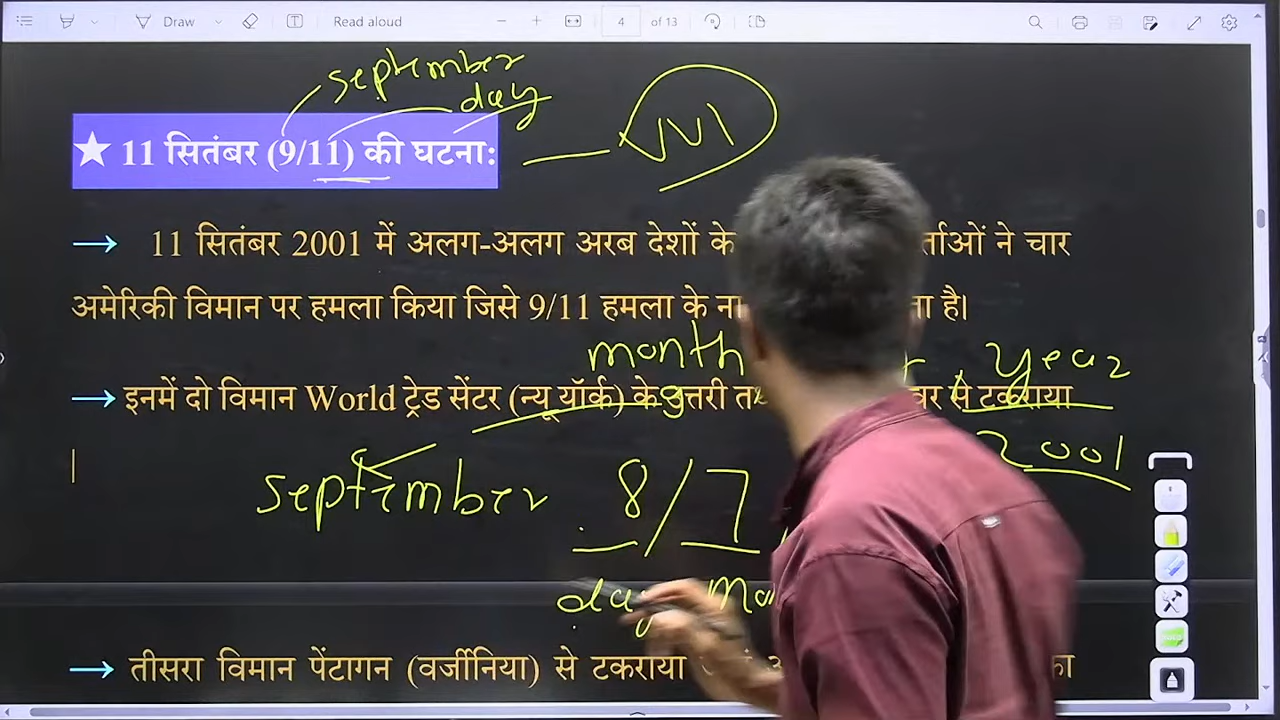 Draw
Read aloud
4 of 13
september
day
★ 11 सितंबर (9/11) की घटना:
→ 11 सितंबर 2001 में अलग-अलग अरब देशों के ने चार
अमेरिकी विमान पर हमला किया जिसे 9/11 हमला के है।
month year
→ इनमें दो विमान World ट्रेड सेंटर (न्यू यॉर्क) के उत्तरी से टकराया
9 2001
september 8/7
day
→ तीसरा विमान पेंटागन (वर्जीनिया) से टकराया